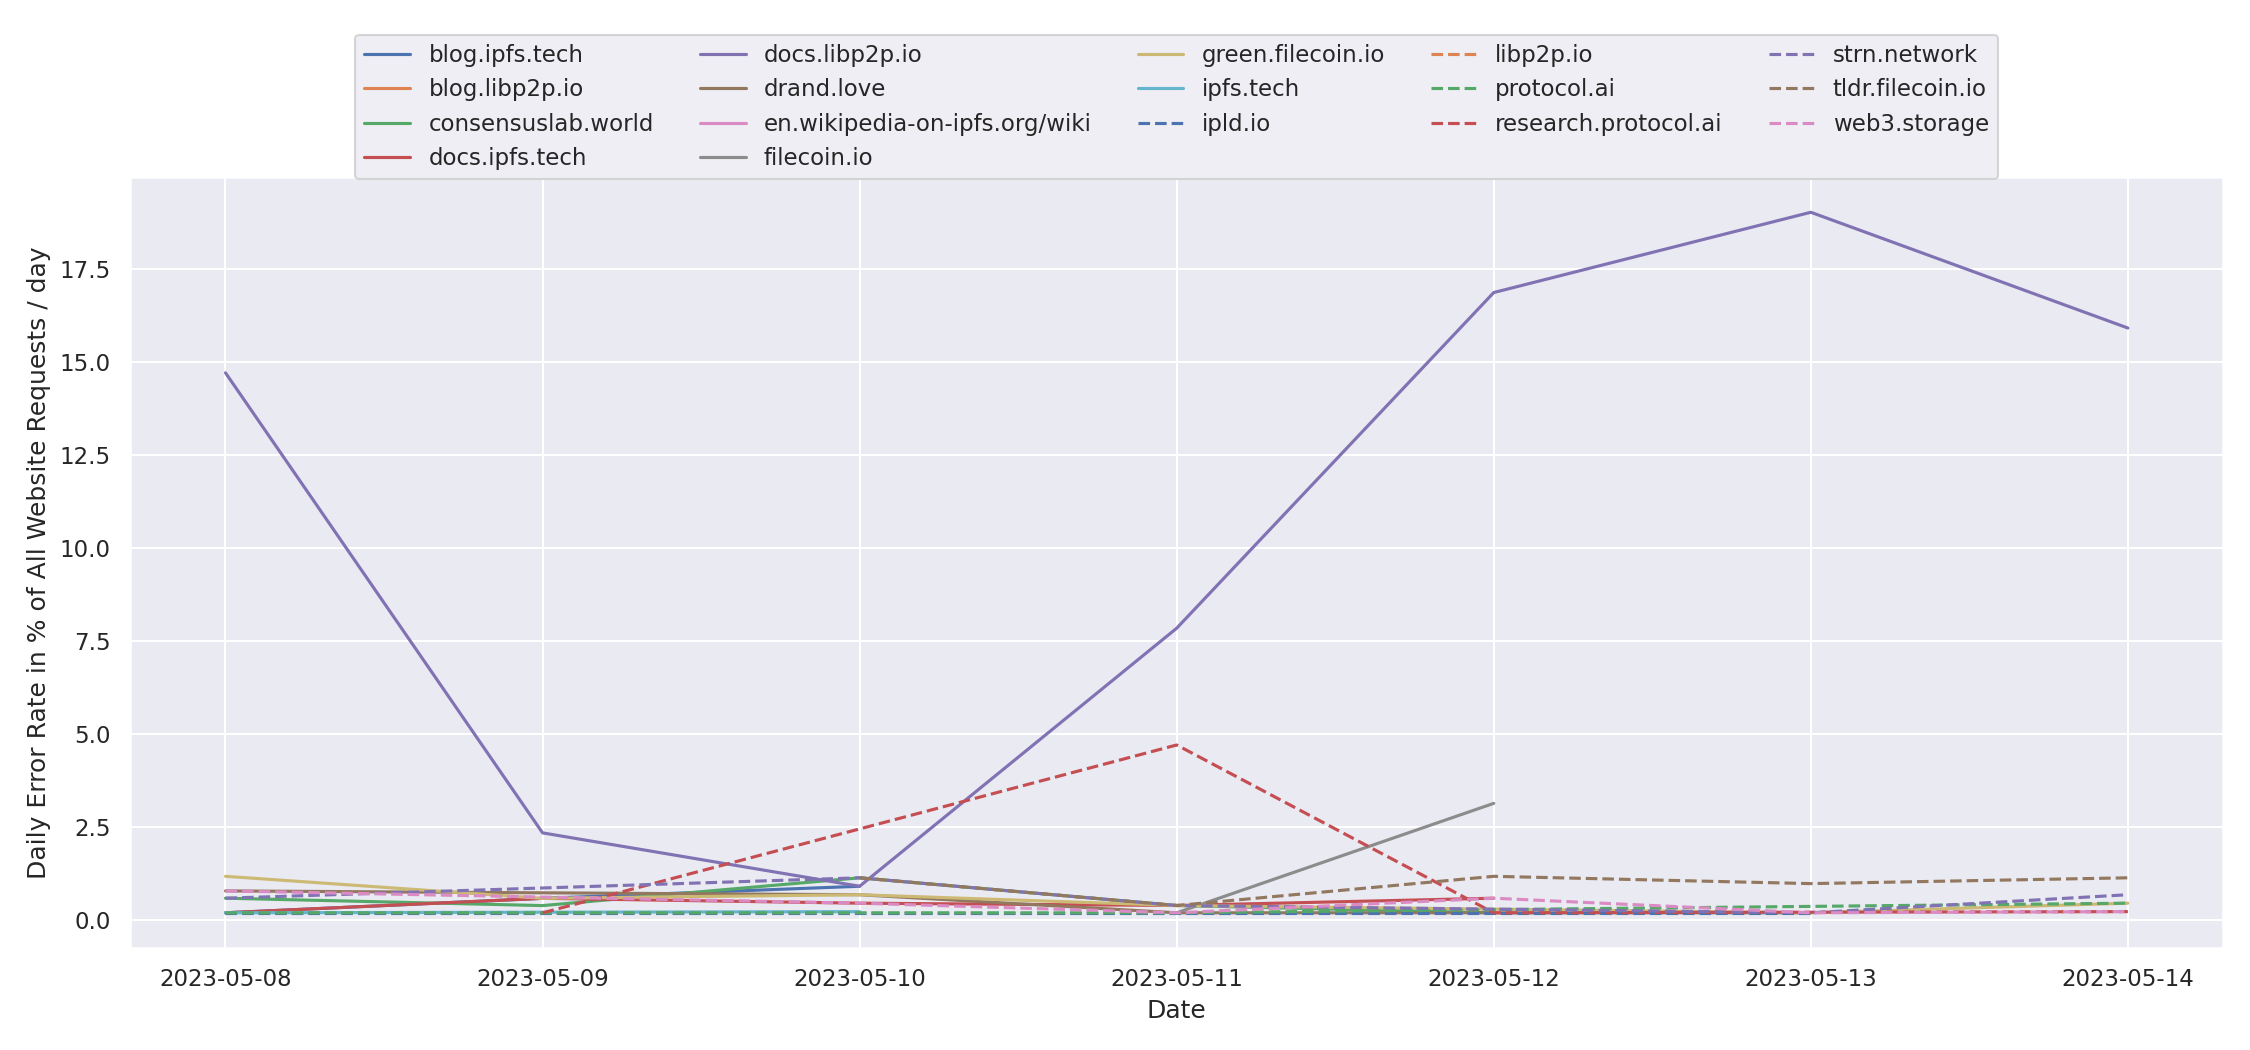 blog.ipfs.tech
blog.libp2p.io
consensuslab.world
docs.ipfs.tech
docs.libp2p.io
drand.love
en.wikipedia-on-ipfs.org/wiki
filecoin.io
green.filecoin.io
ipfs.tech
ipld.io
libp2p.io
protocol.ai
research.protocol.ai
strn.network
tldr.filecoin.io
web3.storage
Daily Error Rate in % of All Website Requests / day
17.5
15.0
12.5
10.0
7.5
5.0
2.5
0.0
2023-05-08
2023-05-09
2023-05-10
2023-05-11
2023-05-12
2023-05-13
2023-05-14
Date